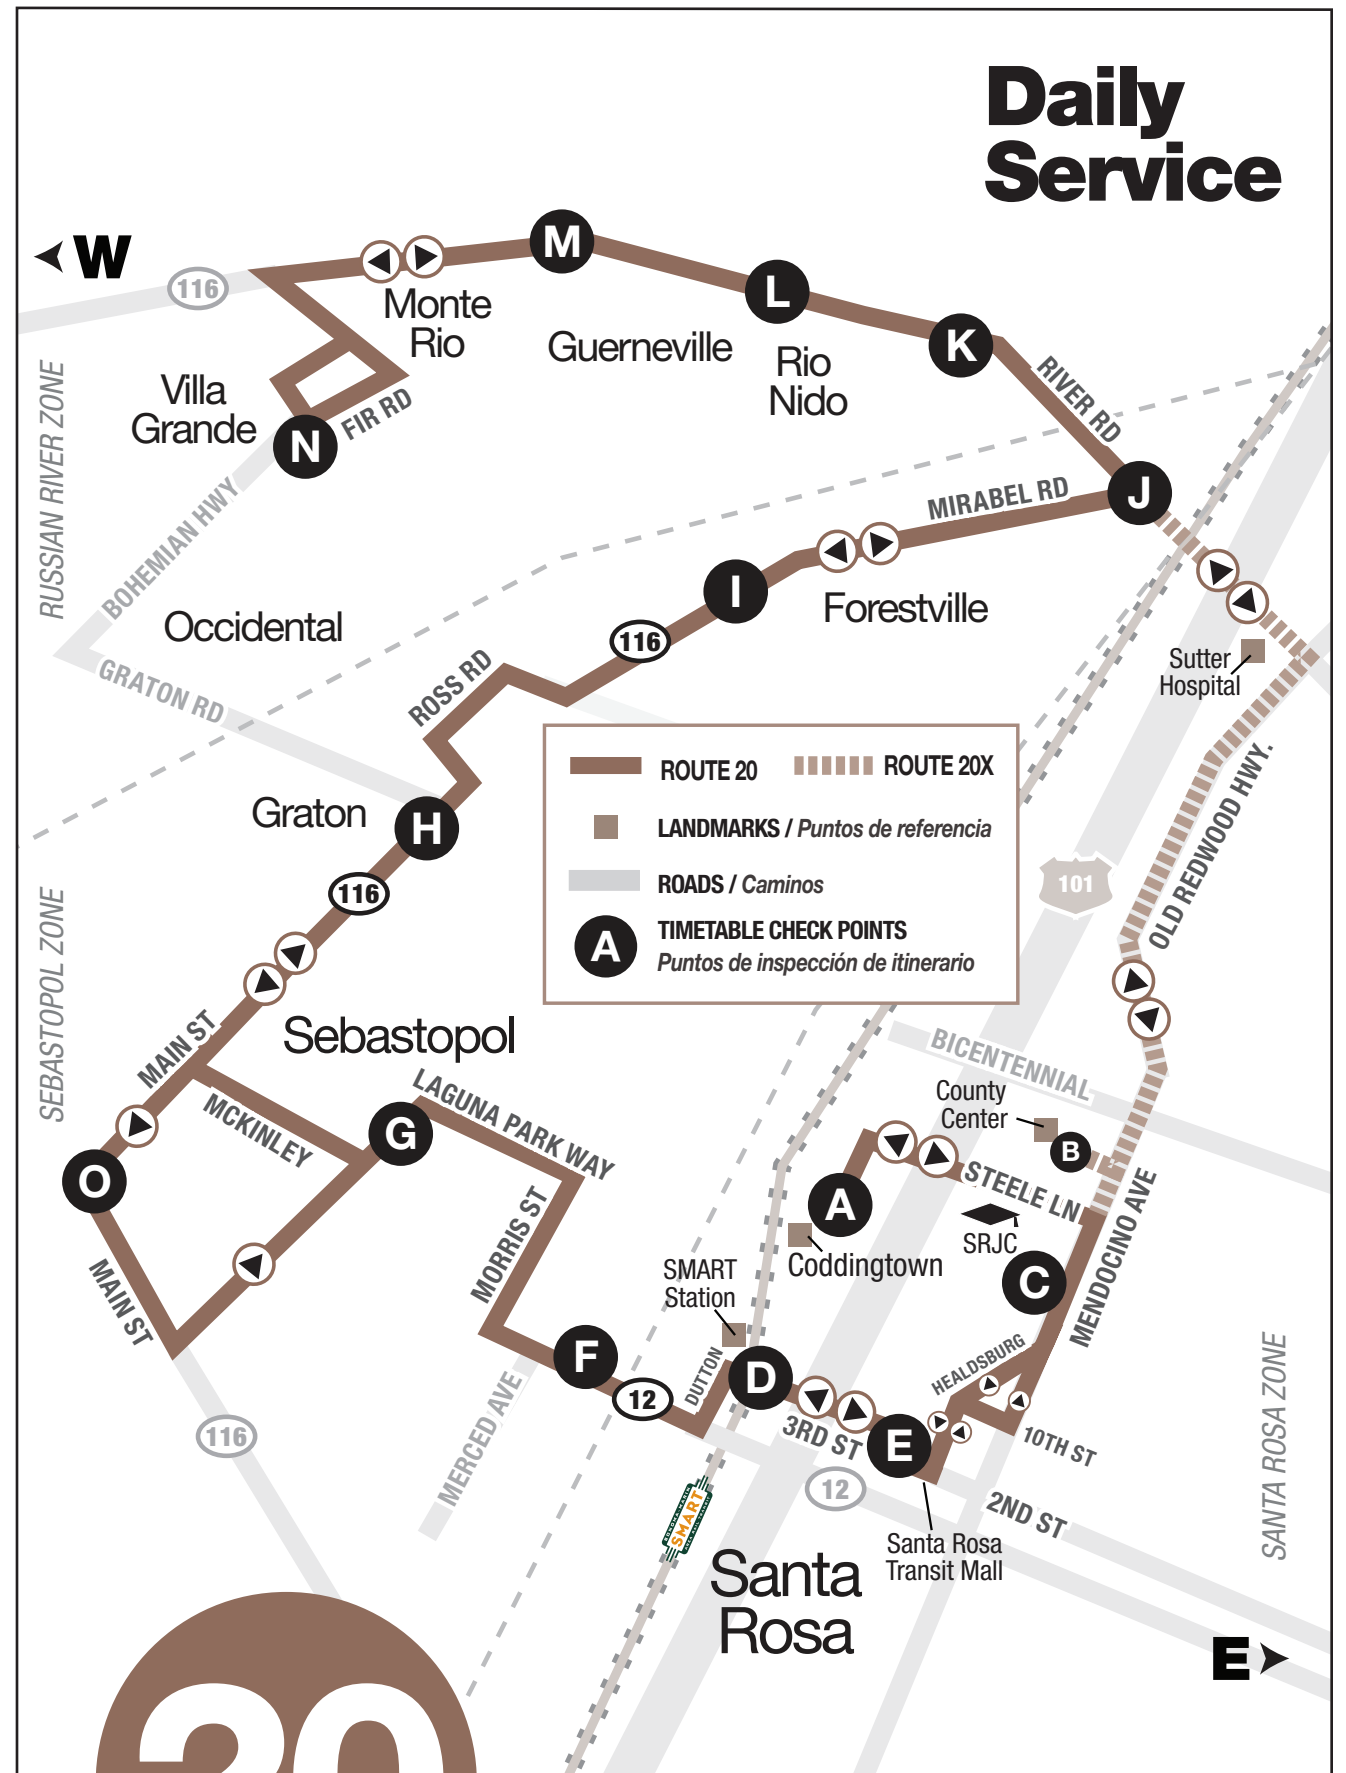 Daily
Service
W
116
M
Monte
Rio
L
Guerneville
Rio
Nido
K
RIVER RD
Villa
Grande
FIR RD
N
RUSSIAN RIVER ZONE
BOHEMIAN HWY
J
MIRABEL RD
I
Forestville
116
Occidental
GRATON RD
ROSS RD
Sutter
Hospital
ROUTE 20
ROUTE 20X
LANDMARKS / Puntos de referencia
ROADS / Caminos
A
TIMETABLE CHECK POINTS
Puntos de inspección de itinerario
Graton
H
116
OLD REDWOOD HWY.
101
SEBASTOPOL ZONE
MAIN ST
Sebastopol
MCKINLEY
G
LAGUNA PARK WAY
BICENTENNIAL
County
Center
B
O
MAIN ST
MORRIS ST
A
STEELE LN
SRJC
Coddingtown
C
MENDOCINO AVE
SMART
Station
F
12
DUTTON
D
HEALDSBURG
3RD ST
E
10TH ST
116
MERCED AVE
12
2ND ST
SANTA ROSA ZONE
SMART
Santa Rosa
Transit Mall
Santa
Rosa
E
20